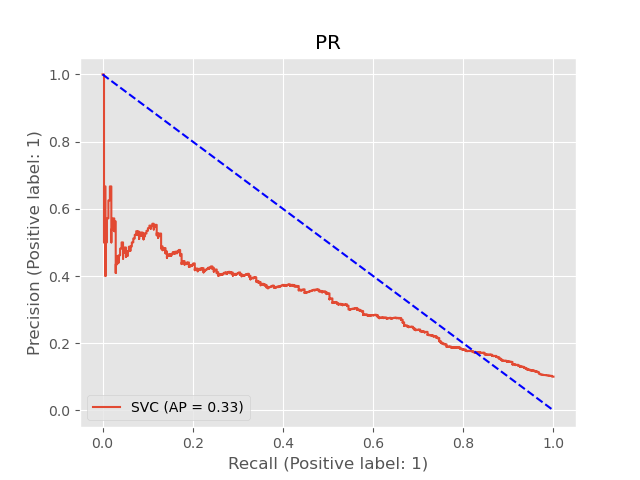 PR
Precision (Positive label: 1)
1.0
0.8
0.6
0.4
0.2
0.0
SVC (AP = 0.33)
0.0 0.2 0.4 0.6 0.8 1.0
Recall (Positive label: 1)